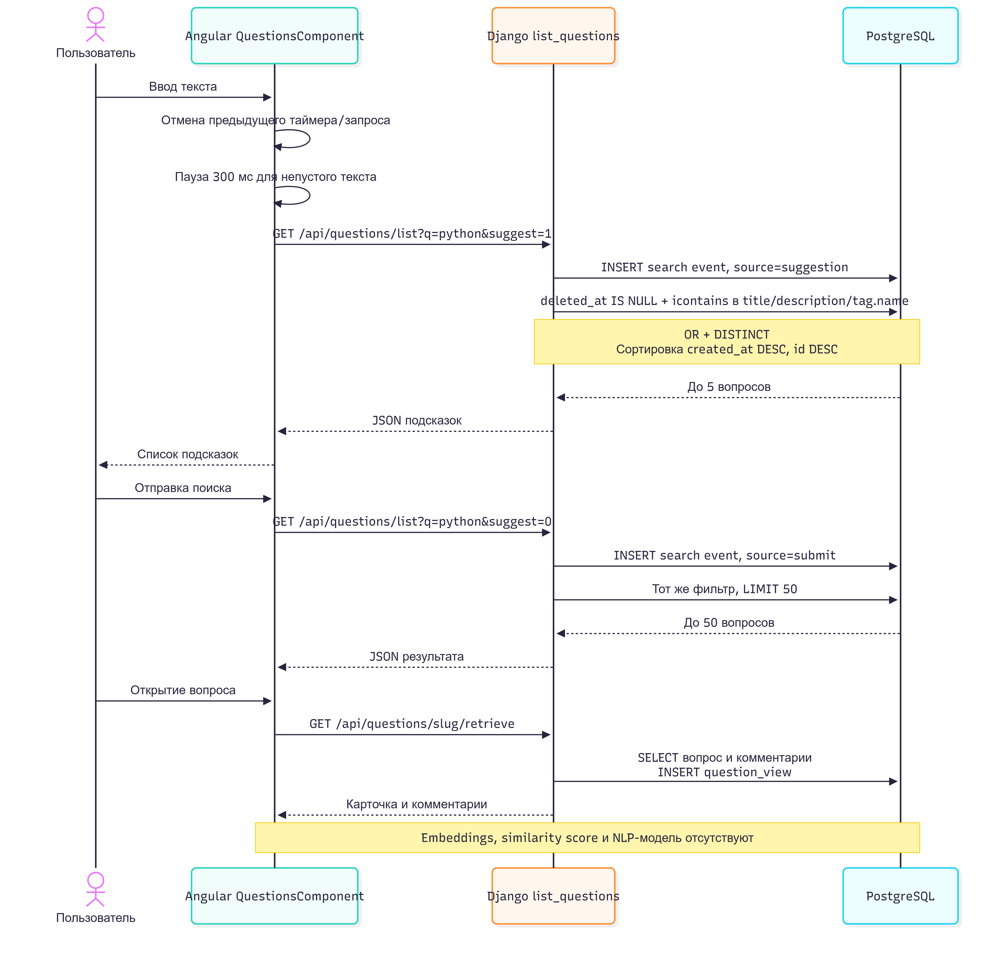 Пользователь
Angular QuestionsComponent
Django list_questions
PostgreSQL
Ввод текста
Отмена предыдущего таймера/запроса
Пауза 300 мс для непустого текста
GET /api/questions/list?q=python&suggest=1
INSERT search event, source=suggestion
deleted_at IS NULL + icontains в title/description/tag.name
OR + DISTINCT
Сортировка created_at DESC, id DESC
До 5 вопросов
JSON подсказок
Список подсказок
Отправка поиска
GET /api/questions/list?q=python&suggest=0
INSERT search event, source=submit
Тот же фильтр, LIMIT 50
До 50 вопросов
JSON результата
Открытие вопроса
GET /api/questions/slug/retrieve
SELECT вопрос и комментарии
INSERT question_view
Карточка и комментарии
Embeddings, similarity score и NLP-модель отсутствуют
Пользователь
Angular QuestionsComponent
Django list_questions
PostgreSQL